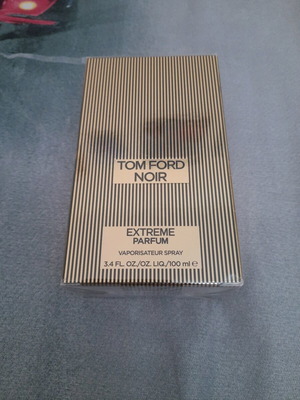 TOM FORD
NOIR
EXTREME
PARFUM
VAPORISATEUR SPRAY
3.4 FL. OZ./OZ. LIQ./100 ml ℮